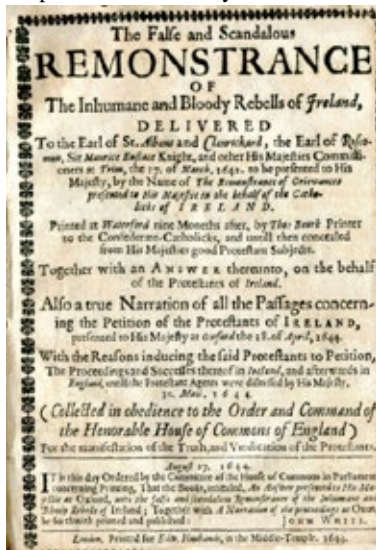 The False and Scandalous
REMONSTRANCE
OF
The Inhumane and Bloody Rebells of Ireland,
DELIVERED
To the Earl of St. Albans and Clanrickard, the Earl of Roscomon,
Sir Maurice Eustace Knight, and other His Majesties Commissioners
at Trim, the 17. of March, 1642. to be presented to His
Majesty, by the Name of The Remonstrance of Grievances
presented to His Majestie in the behalf of the Catholicks
of IRELAND.
Printed at Waterford nine Moneths after, by Tho: Bourk Printer
to the Confederate-Catholicks, and untill then concealed
from His Majesties good Protestant Subjects.
Together with an ANSWER thereunto, on the behalf
of the Protestants of Ireland.
Also a true Narration of all the Passages concerning
the Petition of the Protestants of IRELAND,
presented to His Majesty at Oxford the 18. of April, 1644.
With the Reasons inducing the said Protestants to Petition,
The Proceedings and Successes thereof in Ireland, and afterwards in
England, untill the Protestant Agents were dismissed by His Majesty,
30. May, 1644.
(Collected in obedience to the Order and Command of
the Honorable House of Commons of England)
For the manifestation of the Truth, and Vindication of the Protestants.
August 27. 1644.
IT is this day Ordered by the Committee of the House of Commons in Parliament
concerning Printing, That the Books, intituled, An Answer presented to His Majestie
at Oxford, unto the false and scandalous Remonstrance of the Inhumane and
Bloody Rebels of Ireland; Together with A Narration of the proceedings at Oxon:
be forthwith printed and published:
JOHN WHITE.
London, Printed for Edw. Husbands, in the Middle-Temple. 1644.